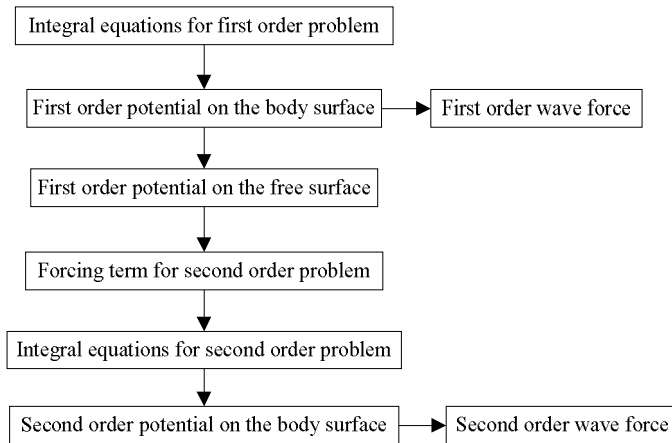 Integral equations for first order problem
First order potential on the body surface
First order wave force
First order potential on the free surface
Forcing term for second order problem
Integral equations for second order problem
Second order potential on the body surface
Second order wave force